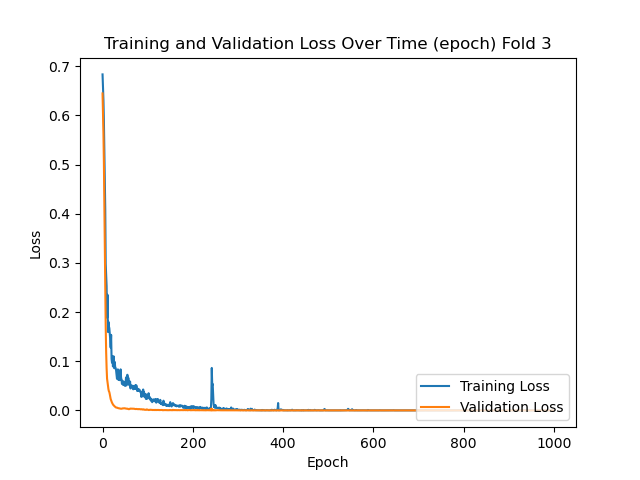 Training and Validation Loss Over Time (epoch) Fold 3
Loss
0.7
0.6
0.5
0.4
0.3
0.2
0.1
0.0
Training Loss
Validation Loss
0 200 400 600 800 1000
Epoch